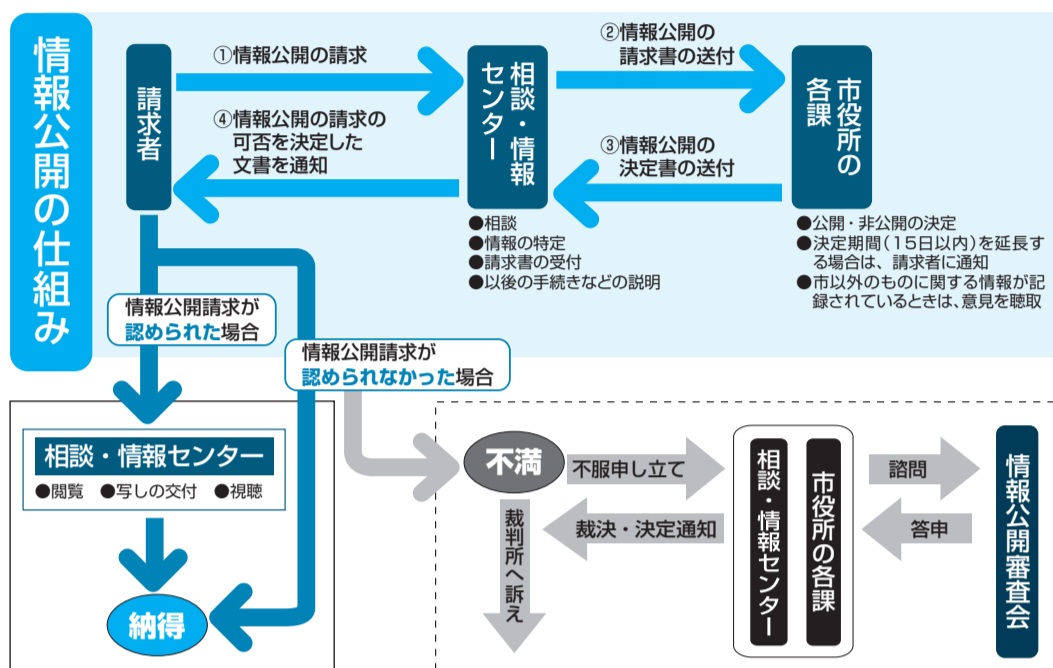 情報公開の仕組み
請求者
①情報公開の請求
④情報公開の請求の
可否を決定した
文書を通知
相談・情報
センター
●相談
●情報の特定
●請求書の受付
●以後の手続きなどの説明
②情報公開の
請求書の送付
③情報公開の
決定書の送付
市役所の
各課
●公開・非公開の決定
●決定期間(15日以内)を延長す
る場合は、請求者に通知
●市以外のものに関する情報が記
録されているときは、意見を聴取
情報公開請求が
認められた場合
情報公開請求が
認められなかった場合
相談・情報センター
●閲覧 ●写しの交付 ●視聴
納得
不満
不服申し立て
裁決・決定通知
裁判所へ訴え
市役所の各課
相談・情報センター
諮問
答申
情報公開審査会